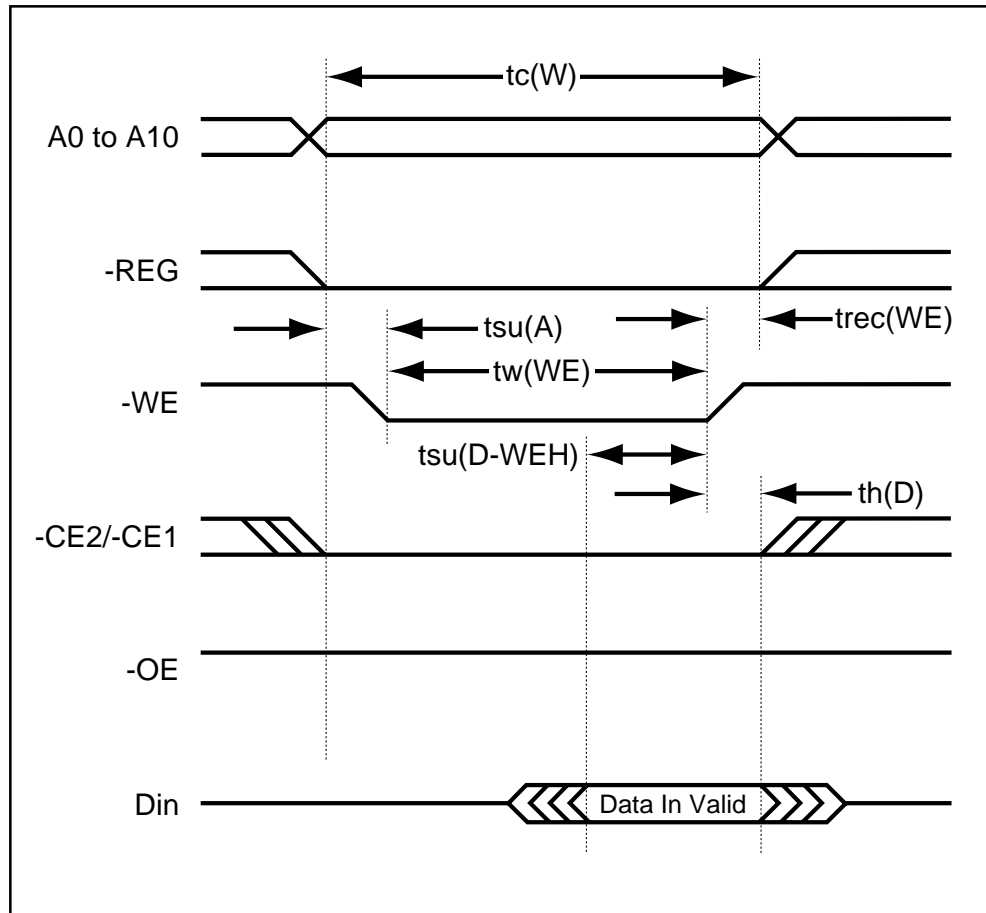 tc(W)
A0 to A10
-REG
tsu(A)
trec(WE)
tw(WE)
-WE
tsu(D-WEH)
th(D)
-CE2/-CE1
-OE
Din
Data In Valid